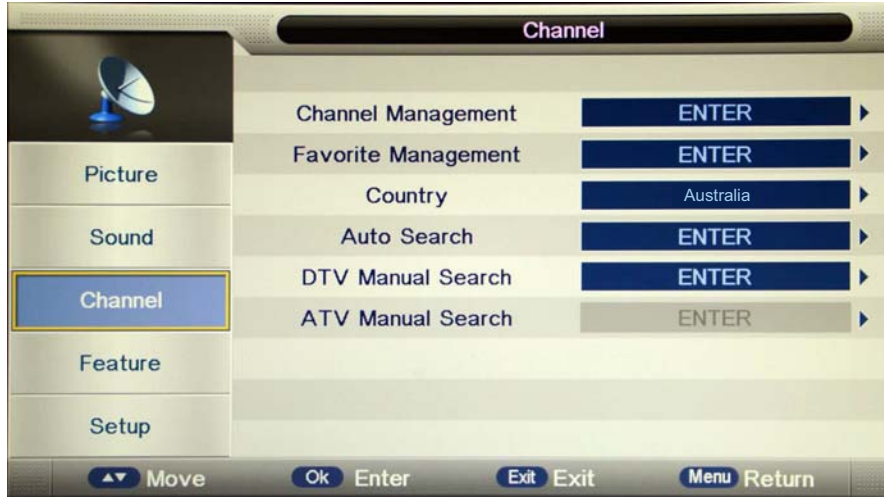 Channel
Picture
Sound
Channel
Feature
Setup
Channel Management ENTER
Favorite Management ENTER
Country Australia
Auto Search ENTER
DTV Manual Search ENTER
ATV Manual Search ENTER
Move Ok Enter Exit Exit Menu Return